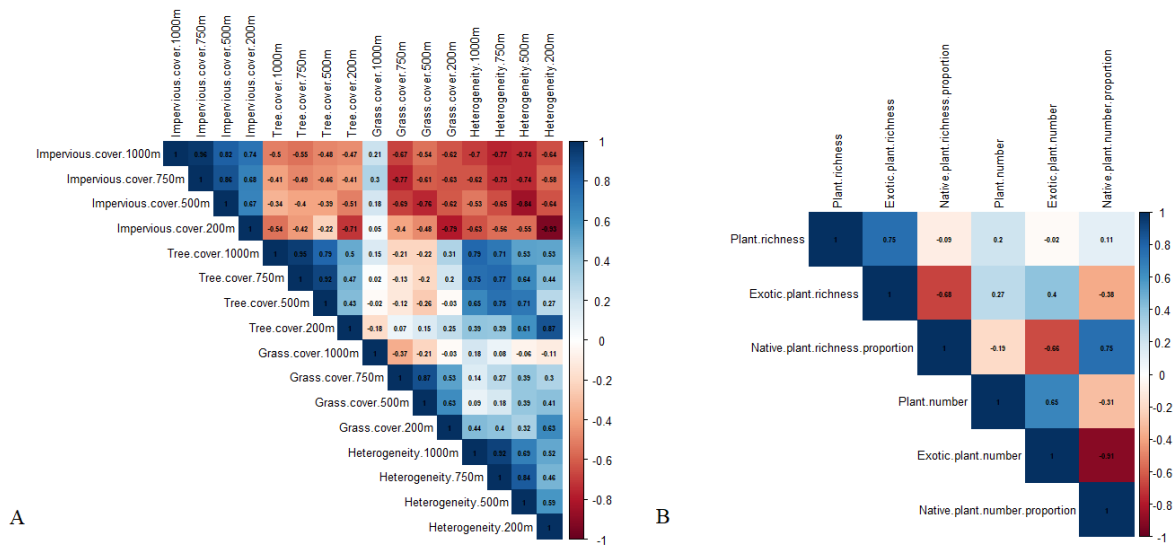 Impervious.cover.1000m
Impervious.cover.750m
Impervious.cover.500m
Impervious.cover.200m
Tree.cover.1000m
Tree.cover.750m
Tree.cover.500m
Tree.cover.200m
Grass.cover.1000m
Grass.cover.750m
Grass.cover.500m
Grass.cover.200m
Heterogeneity.1000m
Heterogeneity.750m
Heterogeneity.500m
Heterogeneity.200m
Impervious.cover.1000m 1 0.96 0.82 0.74 -0.5 -0.55 -0.48 -0.47 0.21 -0.67 -0.54 -0.62 -0.7 -0.77 -0.74 -0.64
Impervious.cover.750m 1 0.86 0.68 -0.41 -0.49 -0.46 -0.41 0.3 -0.77 -0.61 -0.63 -0.62 -0.73 -0.74 -0.58
Impervious.cover.500m 1 0.67 -0.34 -0.4 -0.39 -0.51 0.18 -0.69 -0.76 -0.62 -0.53 -0.65 -0.84 -0.64
Impervious.cover.200m 1 -0.54 -0.42 -0.22 -0.71 0.05 -0.4 -0.48 -0.79 -0.63 -0.56 -0.55 -0.93
Tree.cover.1000m 1 0.95 0.79 0.5 0.15 -0.21 -0.22 0.31 0.79 0.71 0.53 0.53
Tree.cover.750m 1 0.92 0.47 0.02 -0.13 -0.2 0.2 0.75 0.77 0.64 0.44
Tree.cover.500m 1 0.43 -0.02 -0.12 -0.26 -0.03 0.65 0.75 0.71 0.27
Tree.cover.200m 1 -0.18 0.07 0.15 0.25 0.39 0.39 0.61 0.87
Grass.cover.1000m 1 -0.37 -0.21 -0.03 0.18 0.08 -0.06 -0.11
Grass.cover.750m 1 0.87 0.53 0.14 0.27 0.39 0.3
Grass.cover.500m 1 0.63 0.09 0.18 0.39 0.41
Grass.cover.200m 1 0.44 0.4 0.32 0.63
Heterogeneity.1000m 1 0.92 0.69 0.52
Heterogeneity.750m 1 0.84 0.46
Heterogeneity.500m 1 0.59
Heterogeneity.200m 1
1
0.8
0.6
0.4
0.2
0
-0.2
-0.4
-0.6
-0.8
-1
A
Plant.richness
Exotic.plant.richness
Native.plant.richness.proportion
Plant.number
Exotic.plant.number
Native.plant.number.proportion
Plant.richness 1 0.75 -0.09 0.2 -0.02 0.11
Exotic.plant.richness 1 -0.68 0.27 0.4 -0.38
Native.plant.richness.proportion 1 -0.19 -0.66 0.75
Plant.number 1 0.65 -0.31
Exotic.plant.number 1 -0.91
Native.plant.number.proportion 1
1
0.8
0.6
0.4
0.2
0
-0.2
-0.4
-0.6
-0.8
-1
B